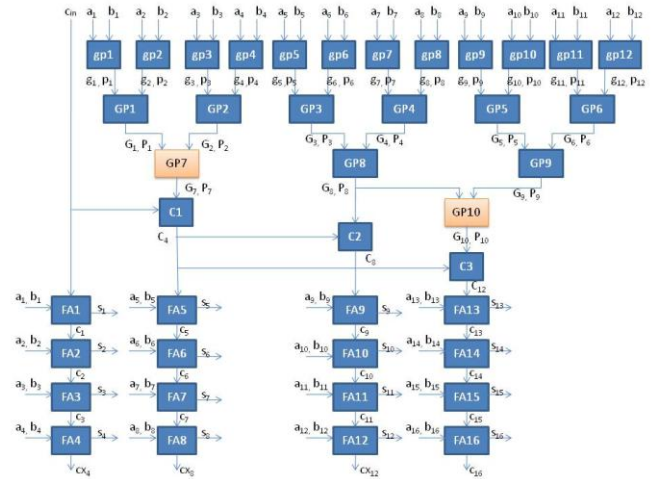 a₁ b₁ a₂ b₂ a₃ b₃ a₄ b₄ a₅ b₅ a₆ b₆ a₇ b₇ a₈ b₈ a₉ b₉ a₁₀ b₁₀ a₁₁ b₁₁ a₁₂ b₁₂
cᵢₙ
gp1 gp2 gp3 gp4 gp5 gp6 gp7 gp8 gp9 gp10 gp11 gp12
g₁, p₁ g₂, p₂ g₃, p₃ g₄, p₄ g₅, p₅ g₆, p₆ g₇, p₇ g₈, p₈ g₉, p₉ g₁₀, p₁₀ g₁₁, p₁₁ g₁₂, p₁₂
GP1 GP2 GP3 GP4 GP5 GP6
G₁, P₁ G₂, P₂ G₃, P₃ G₄, P₄ G₅, P₅ G₆, P₆
GP7 GP8 GP9
G₇, P₇ G₈, P₈ G₉, P₉
C1 GP10
C₄ C2 G₁₀, P₁₀
C₈ C3
C₁₂
a₁, b₁ FA1 s₁ a₅, b₅ FA5 s₅ a₉, b₉ FA9 s₉ a₁₃, b₁₃ FA13 s₁₃
c₁ c₅ c₉ c₁₃
a₂, b₂ FA2 s₂ a₆, b₆ FA6 s₆ a₁₀, b₁₀ FA10 s₁₀ a₁₄, b₁₄ FA14 s₁₄
c₂ c₆ c₁₀ c₁₄
a₃, b₃ FA3 s₃ a₇, b₇ FA7 s₇ a₁₁, b₁₁ FA11 s₁₁ a₁₅, b₁₅ FA15 s₁₅
c₃ c₇ c₁₁ c₁₅
a₄, b₄ FA4 s₄ a₈, b₈ FA8 s₈ a₁₂, b₁₂ FA12 s₁₂ a₁₆, b₁₆ FA16 s₁₆
cx₄ cx₈ cx₁₂ c₁₆